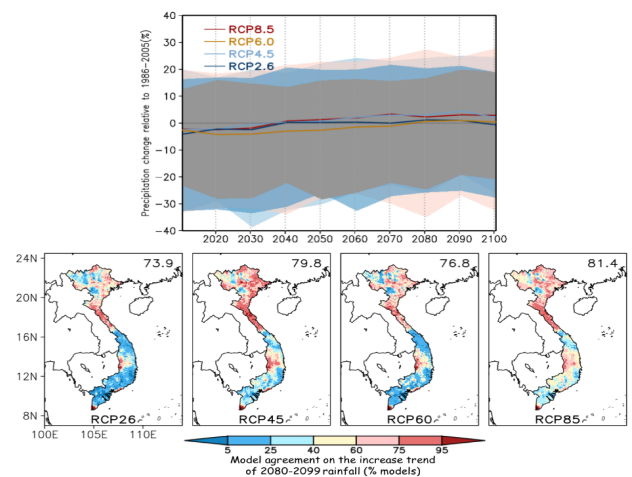 Precipitation change relative to 1986-2005(%)
40
30
20
10
0
-10
-20
-30
-40
RCP8.5
RCP6.0
RCP4.5
RCP2.6
2020 2030 2040 2050 2060 2070 2080 2090 2100
24N
20N
16N
12N
8N
73.9
79.8
76.8
81.4
RCP26
RCP45
RCP60
RCP85
100E 105E 110E
5 25 40 60 75 95
Model agreement on the increase trend
of 2080-2099 rainfall (% models)